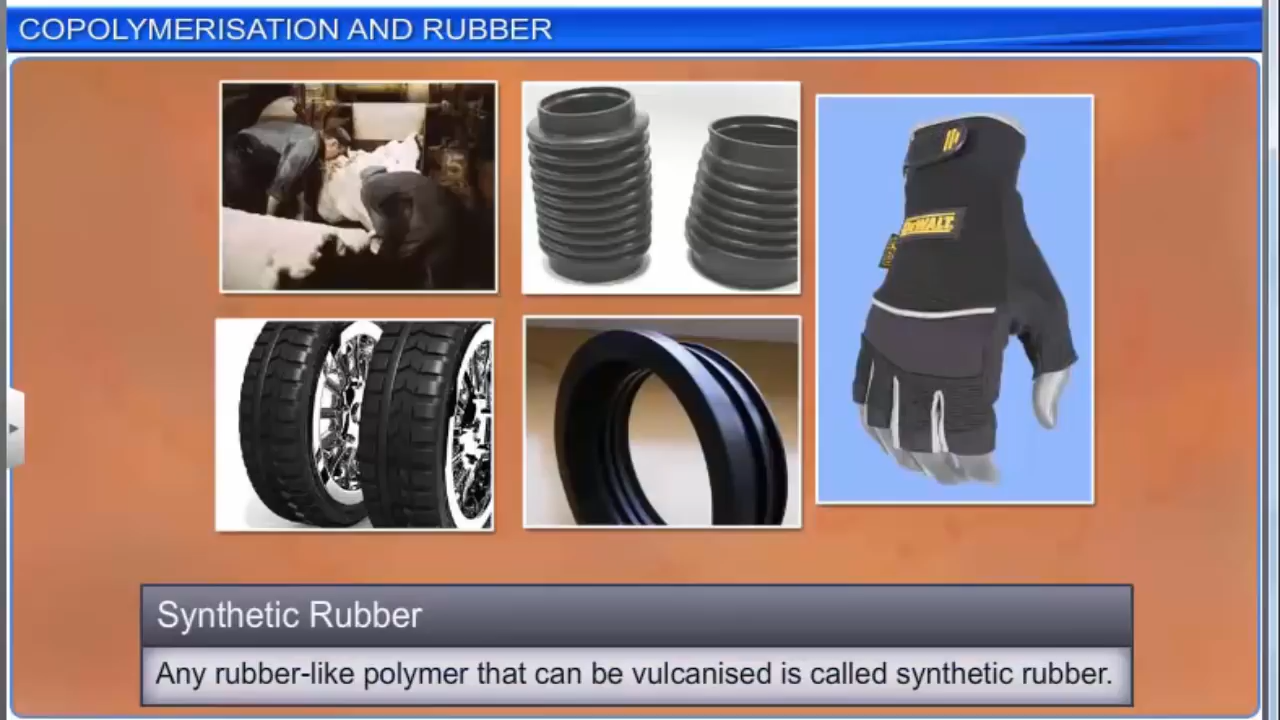 COPOLYMERISATION AND RUBBER
DEWALT
Synthetic Rubber
Any rubber-like polymer that can be vulcanised is called synthetic rubber.